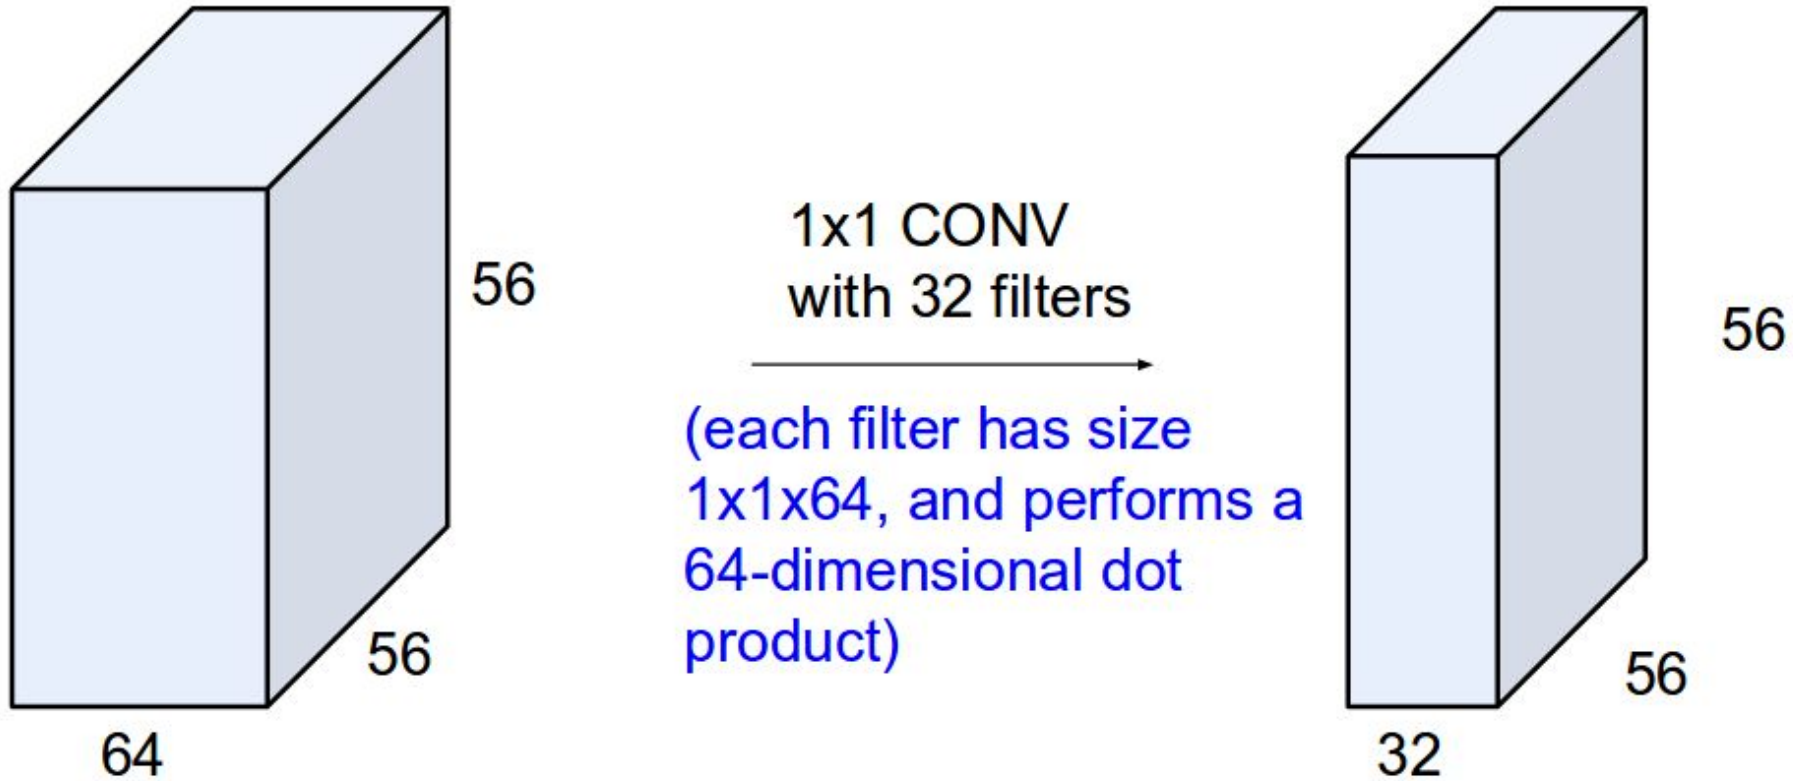 56
56
64
1x1 CONV
with 32 filters
(each filter has size
1x1x64, and performs a
64-dimensional dot
product)
56
56
32